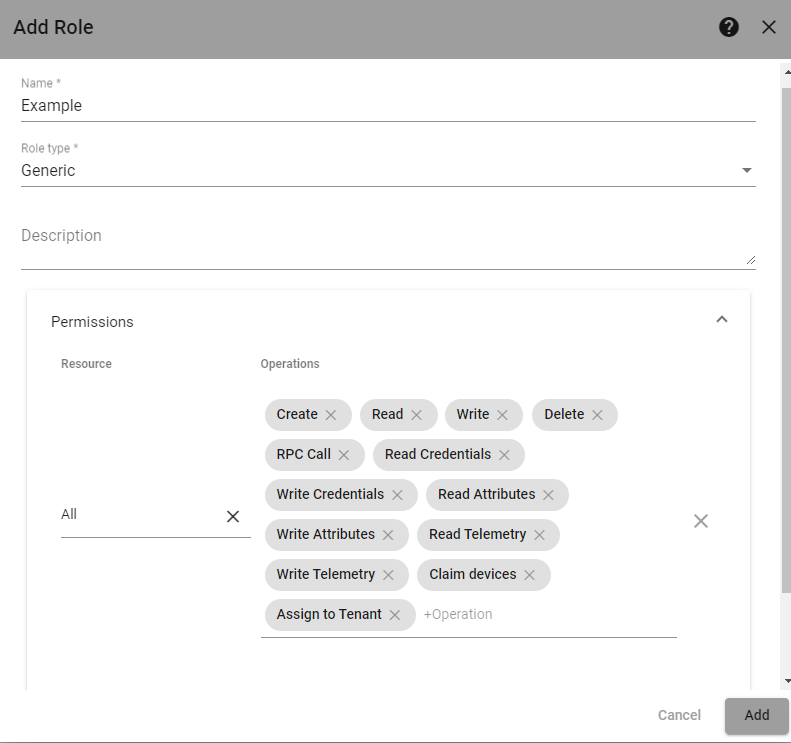 Add Role
Name *
Example
Role type *
Generic
Description
Permissions
Resource Operations
Create Read Write Delete
RPC Call Read Credentials
Write Credentials Read Attributes
All
Write Attributes Read Telemetry
Write Telemetry Claim devices
Assign to Tenant +Operation
Cancel Add